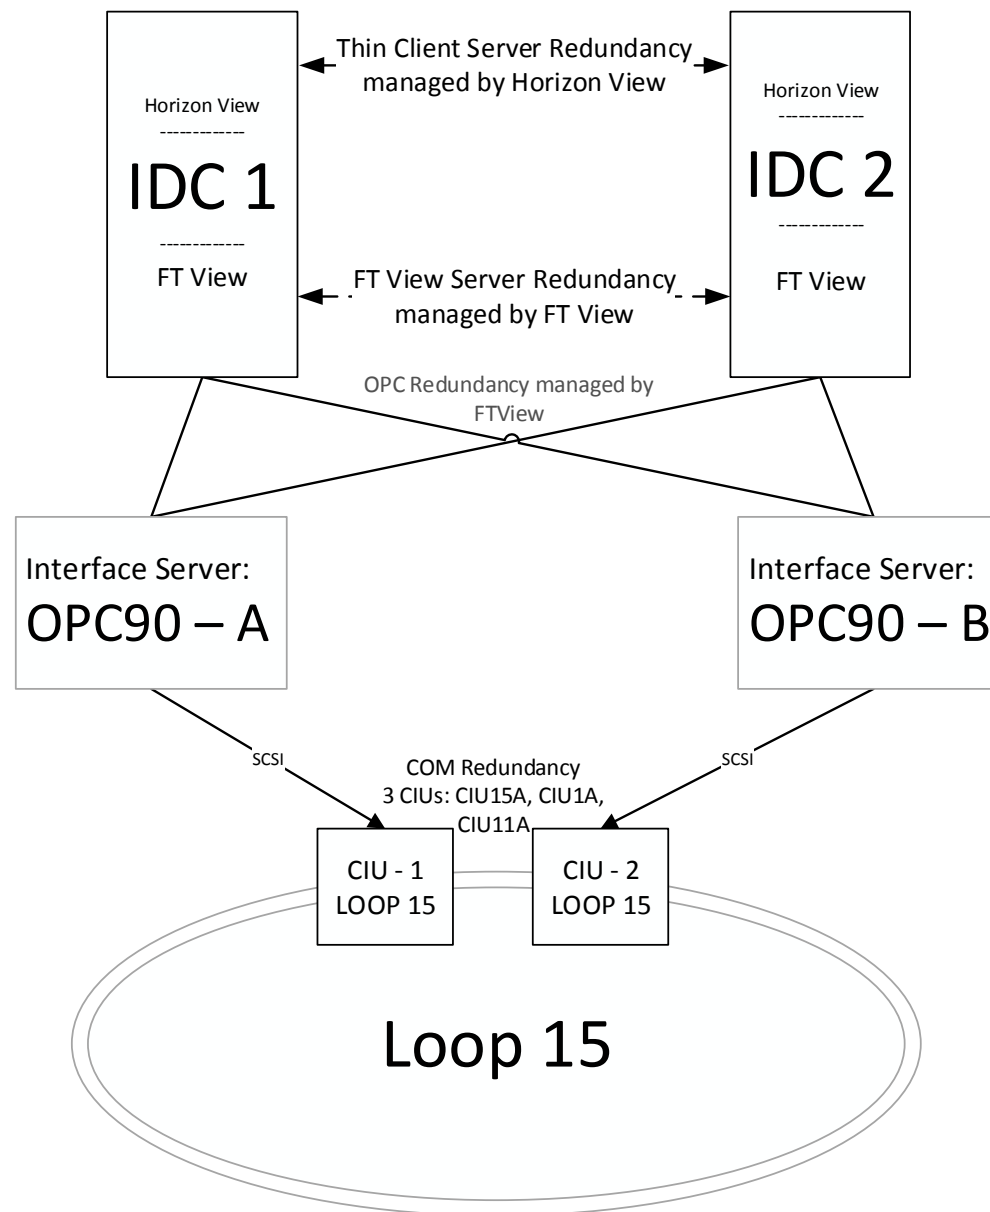 Thin Client Server Redundancy
managed by Horizon View
Horizon View
-------------
IDC 1
-------------
FT View
Horizon View
-------------
IDC 2
-------------
FT View
FT View Server Redundancy
managed by FT View
OPC Redundancy managed by
FTView
Interface Server:
OPC90 – A
Interface Server:
OPC90 – B
SCSI
SCSI
COM Redundancy
3 CIUs: CIU15A, CIU1A,
CIU11A
CIU - 1
LOOP 15
CIU - 2
LOOP 15
Loop 15